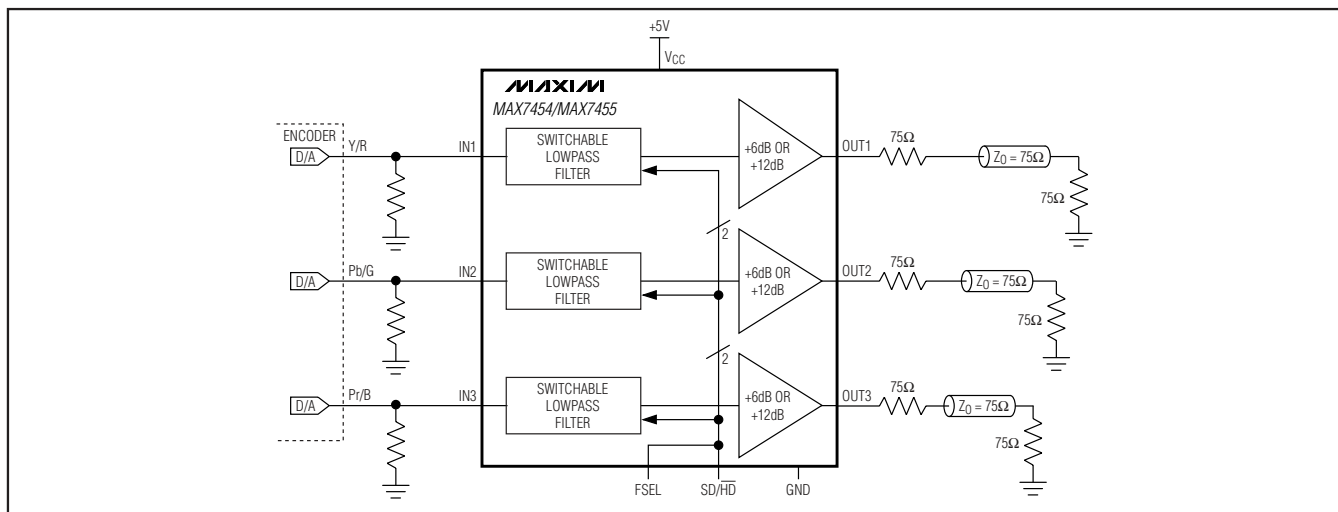 +5V
VCC
MAXIM
MAX7454/MAX7455
ENCODER
D/A
Y/R
IN1
SWITCHABLE
LOWPASS
FILTER
+6dB OR
+12dB
OUT1
75Ω
Z0 = 75Ω
75Ω
2
D/A
Pb/G
IN2
SWITCHABLE
LOWPASS
FILTER
+6dB OR
+12dB
OUT2
75Ω
Z0 = 75Ω
75Ω
2
D/A
Pr/B
IN3
SWITCHABLE
LOWPASS
FILTER
+6dB OR
+12dB
OUT3
75Ω
Z0 = 75Ω
75Ω
FSEL
SD/H̅D̅
GND